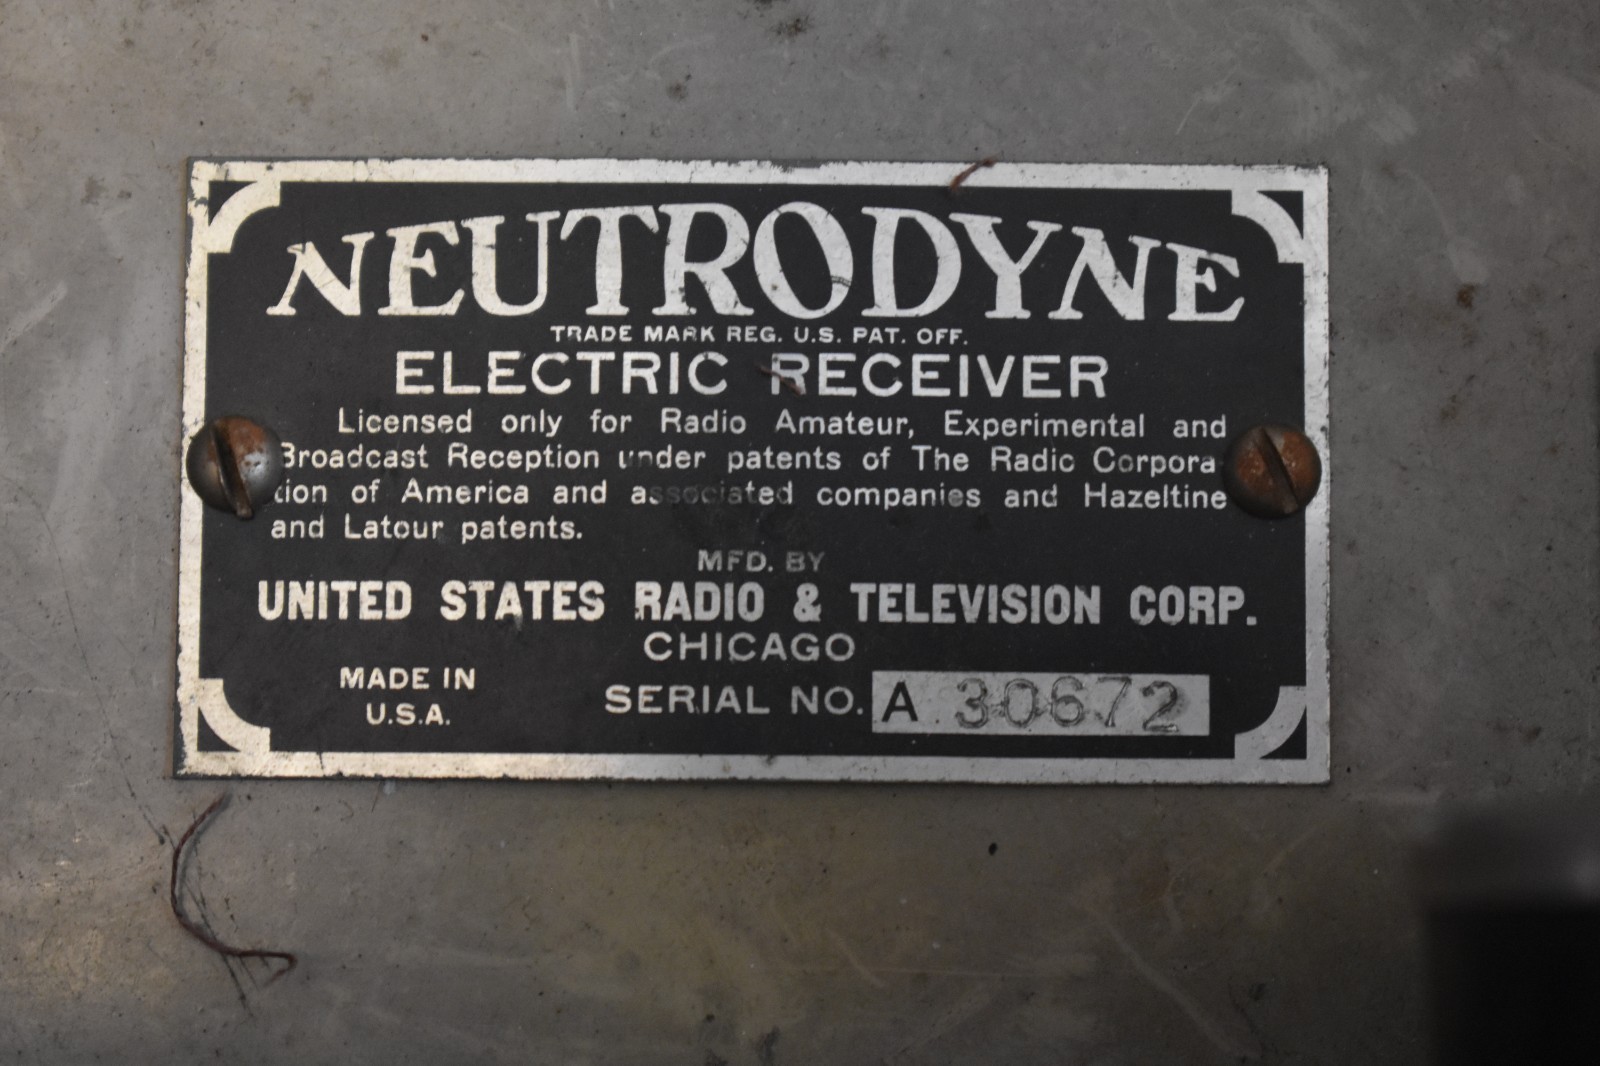 NEUTRODYNE
TRADE MARK REG. U.S. PAT. OFF.
ELECTRIC RECEIVER
Licensed only for Radio Amateur, Experimental and
Broadcast Reception under patents of The Radio Corpora
tion of America and associated companies and Hazeltine
and Latour patents.
MFD. BY
UNITED STATES RADIO & TELEVISION CORP.
CHICAGO
MADE IN
U.S.A.
SERIAL NO. A 30672